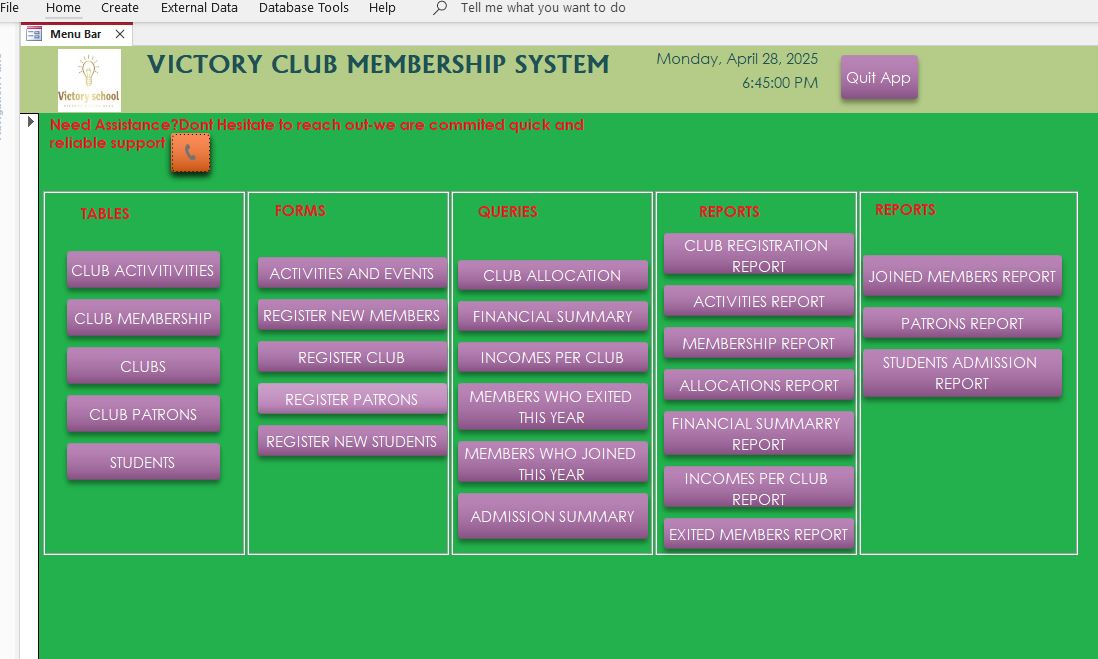 File Home Create External Data Database Tools Help Tell me what you want to do
Menu Bar
Victory school
VICTORY CLUB MEMBERSHIP SYSTEM
Monday, April 28, 2025
6:45:00 PM
Quit App
Need Assistance?Dont Hesitate to reach out-we are commited quick and
reliable support
TABLES
CLUB ACTIVITIVITIES
CLUB MEMBERSHIP
CLUBS
CLUB PATRONS
STUDENTS
FORMS
ACTIVITIES AND EVENTS
REGISTER NEW MEMBERS
REGISTER CLUB
REGISTER PATRONS
REGISTER NEW STUDENTS
QUERIES
CLUB ALLOCATION
FINANCIAL SUMMARY
INCOMES PER CLUB
MEMBERS WHO EXITED
THIS YEAR
MEMBERS WHO JOINED
THIS YEAR
ADMISSION SUMMARY
REPORTS
CLUB REGISTRATION
REPORT
ACTIVITIES REPORT
MEMBERSHIP REPORT
ALLOCATIONS REPORT
FINANCIAL SUMMARRY
REPORT
INCOMES PER CLUB
REPORT
EXITED MEMBERS REPORT
REPORTS
JOINED MEMBERS REPORT
PATRONS REPORT
STUDENTS ADMISSION
REPORT